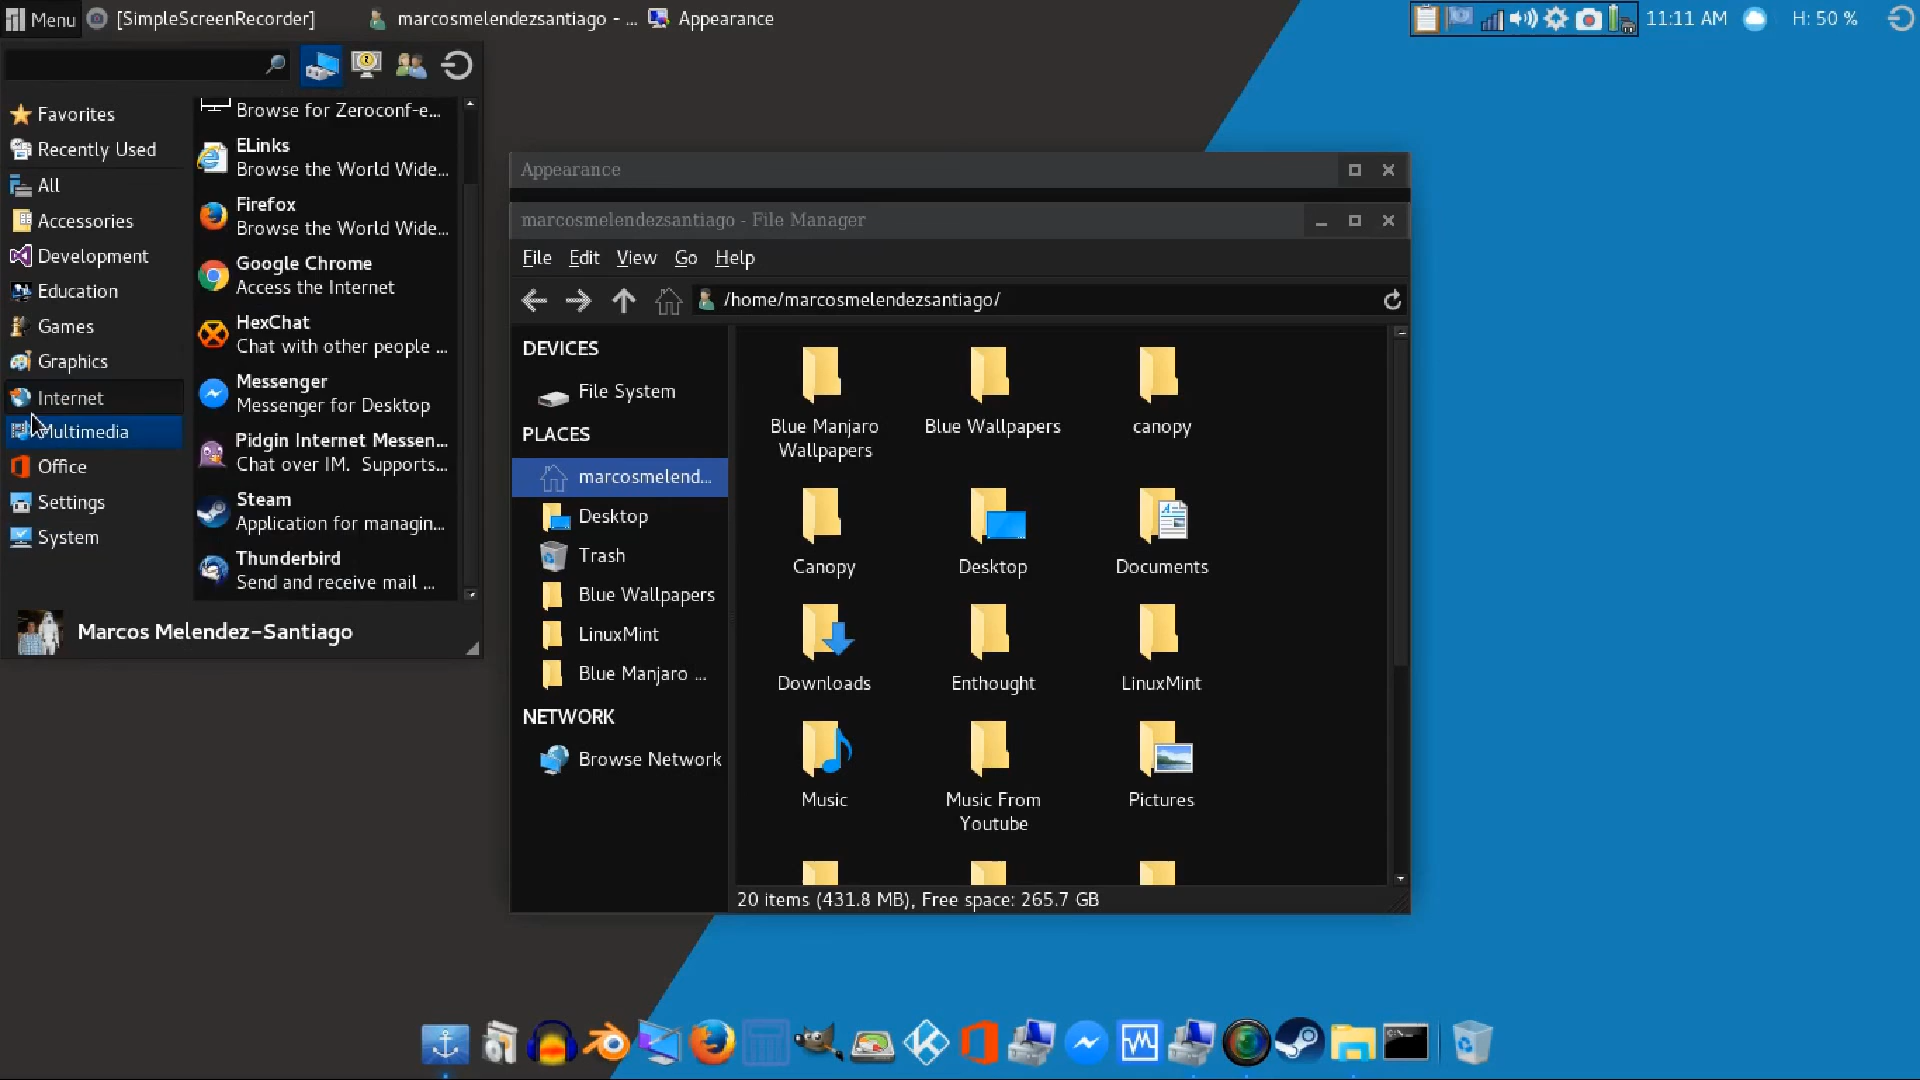 Menu
[SimpleScreenRecorder]
marcosmelendezsantiago - ...
Appearance
11:11 AM
H: 50 %
Favorites
Recently Used
All
Accessories
Development
Education
Games
Graphics
Internet
Multimedia
Office
Settings
System
Browse for Zeroconf-e...
ELinks
Browse the World Wide...
Firefox
Browse the World Wide...
Google Chrome
Access the Internet
HexChat
Chat with other people ...
Messenger
Messenger for Desktop
Pidgin Internet Messen...
Chat over IM. Supports...
Steam
Application for managin...
Thunderbird
Send and receive mail ...
Marcos Melendez-Santiago
Appearance
marcosmelendezsantiago - File Manager
File Edit View Go Help
/home/marcosmelendezsantiago/
DEVICES
File System
PLACES
marcosmelend...
Desktop
Trash
Blue Wallpapers
LinuxMint
Blue Manjaro ...
NETWORK
Browse Network
Blue Manjaro
Wallpapers
Blue Wallpapers
canopy
Canopy
Desktop
Documents
Downloads
Enthought
LinuxMint
Music
Music From
Youtube
Pictures
20 items (431.8 MB), Free space: 265.7 GB